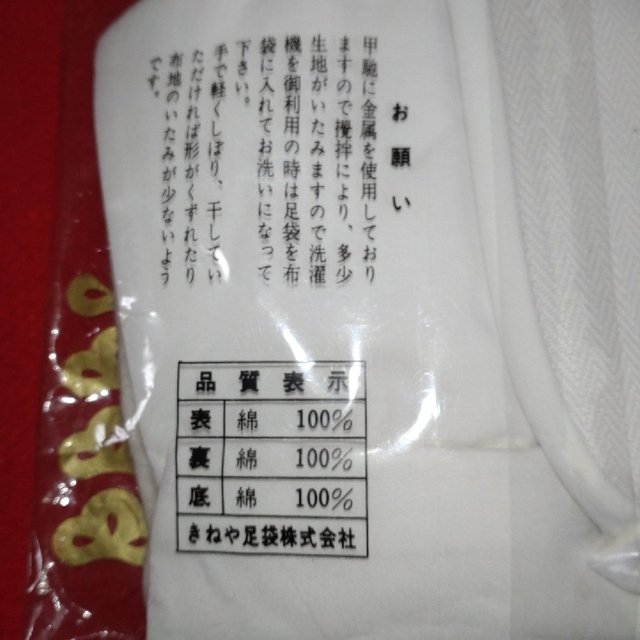 お願い
甲馳に金属を使用しており
ますので攪拌により、多少
生地がいたみますので洗濯
機を御利用の時は足袋を布
袋に入れてお洗いになって
下さい。
手で軽くしぼり、干してい
ただければ形がくずれたり
布地のいたみが少ないよう
です。
品質表示
表 綿 100%
裏 綿 100%
底 綿 100%
きねや足袋株式会社